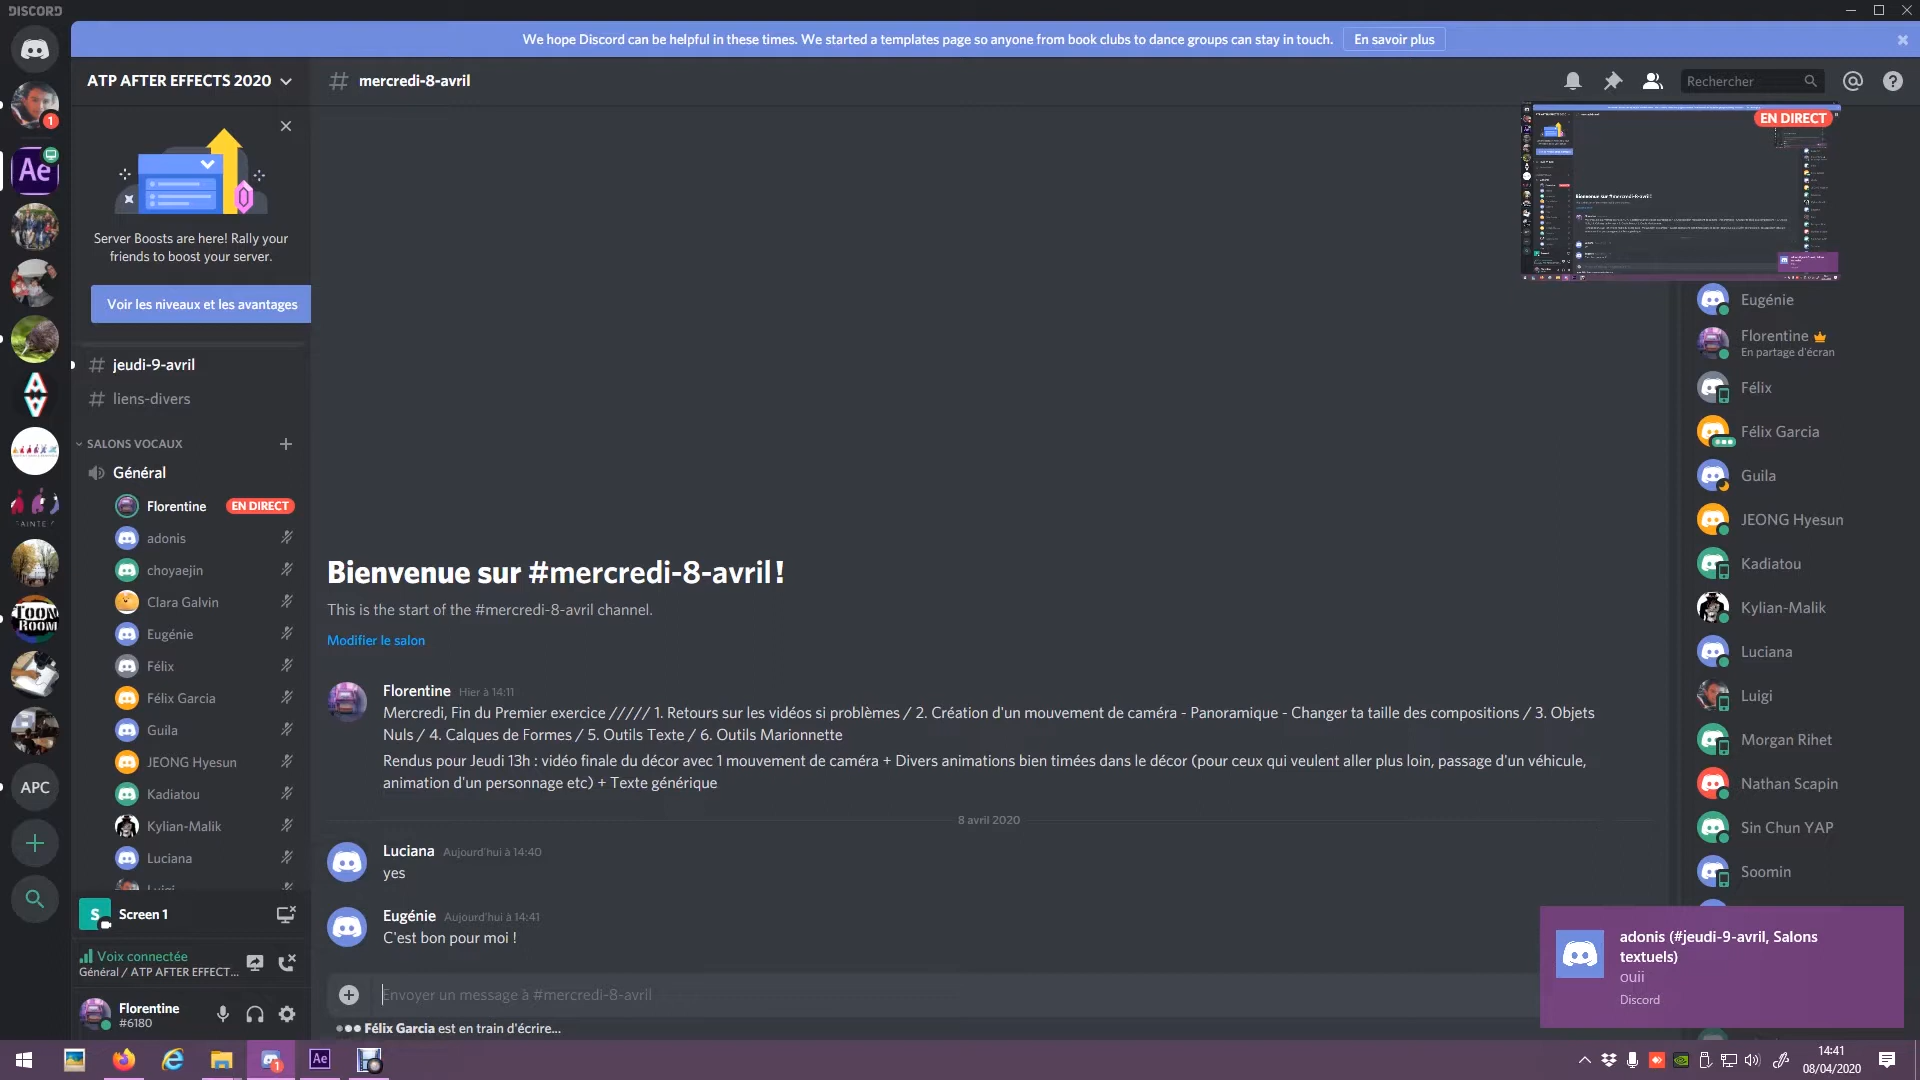 DISCORD
We hope Discord can be helpful in these times. We started a templates page so anyone from book clubs to dance groups can stay in touch.
En savoir plus
ATP AFTER EFFECTS 2020
mercredi-8-avril
Rechercher
1
Ae
EN DIRECT
Server Boosts are here! Rally your
friends to boost your server.
Voir les niveaux et les avantages
jeudi-9-avril
liens-divers
SALONS VOCAUX
Général
Florentine
EN DIRECT
adonis
choyaejin
Clara Galvin
Eugénie
Félix
Félix Garcia
Guila
JEONG Hyesun
Kadiatou
Kylian-Malik
Luciana
Luigi
TOON
ROOM
APC
S
Screen 1
Voix connectée
Général / ATP AFTER EFFECT...
Florentine
#6180
Bienvenue sur #mercredi-8-avril !
This is the start of the #mercredi-8-avril channel.
Modifier le salon
Florentine Hier à 14:11
Mercredi, Fin du Premier exercice ///// 1. Retours sur les vidéos si problèmes / 2. Création d'un mouvement de caméra - Panoramique - Changer ta taille des compositions / 3. Objets
Nuls / 4. Calques de Formes / 5. Outils Texte / 6. Outils Marionnette
Rendus pour Jeudi 13h : vidéo finale du décor avec 1 mouvement de caméra + Divers animations bien timées dans le décor (pour ceux qui veulent aller plus loin, passage d'un véhicule,
animation d'un personnage etc) + Texte générique
8 avril 2020
Luciana Aujourd'hui à 14:40
yes
Eugénie Aujourd'hui à 14:41
C'est bon pour moi !
Envoyer un message à #mercredi-8-avril
Félix Garcia est en train d'écrire...
Eugénie
Florentine
En partage d'écran
Félix
Félix Garcia
Guila
JEONG Hyesun
Kadiatou
Kylian-Malik
Luciana
Luigi
Morgan Rihet
Nathan Scapin
Sin Chun YAP
Soomin
adonis (#jeudi-9-avril, Salons
textuels)
ouii
Discord
1
Ae
14:41
08/04/2020